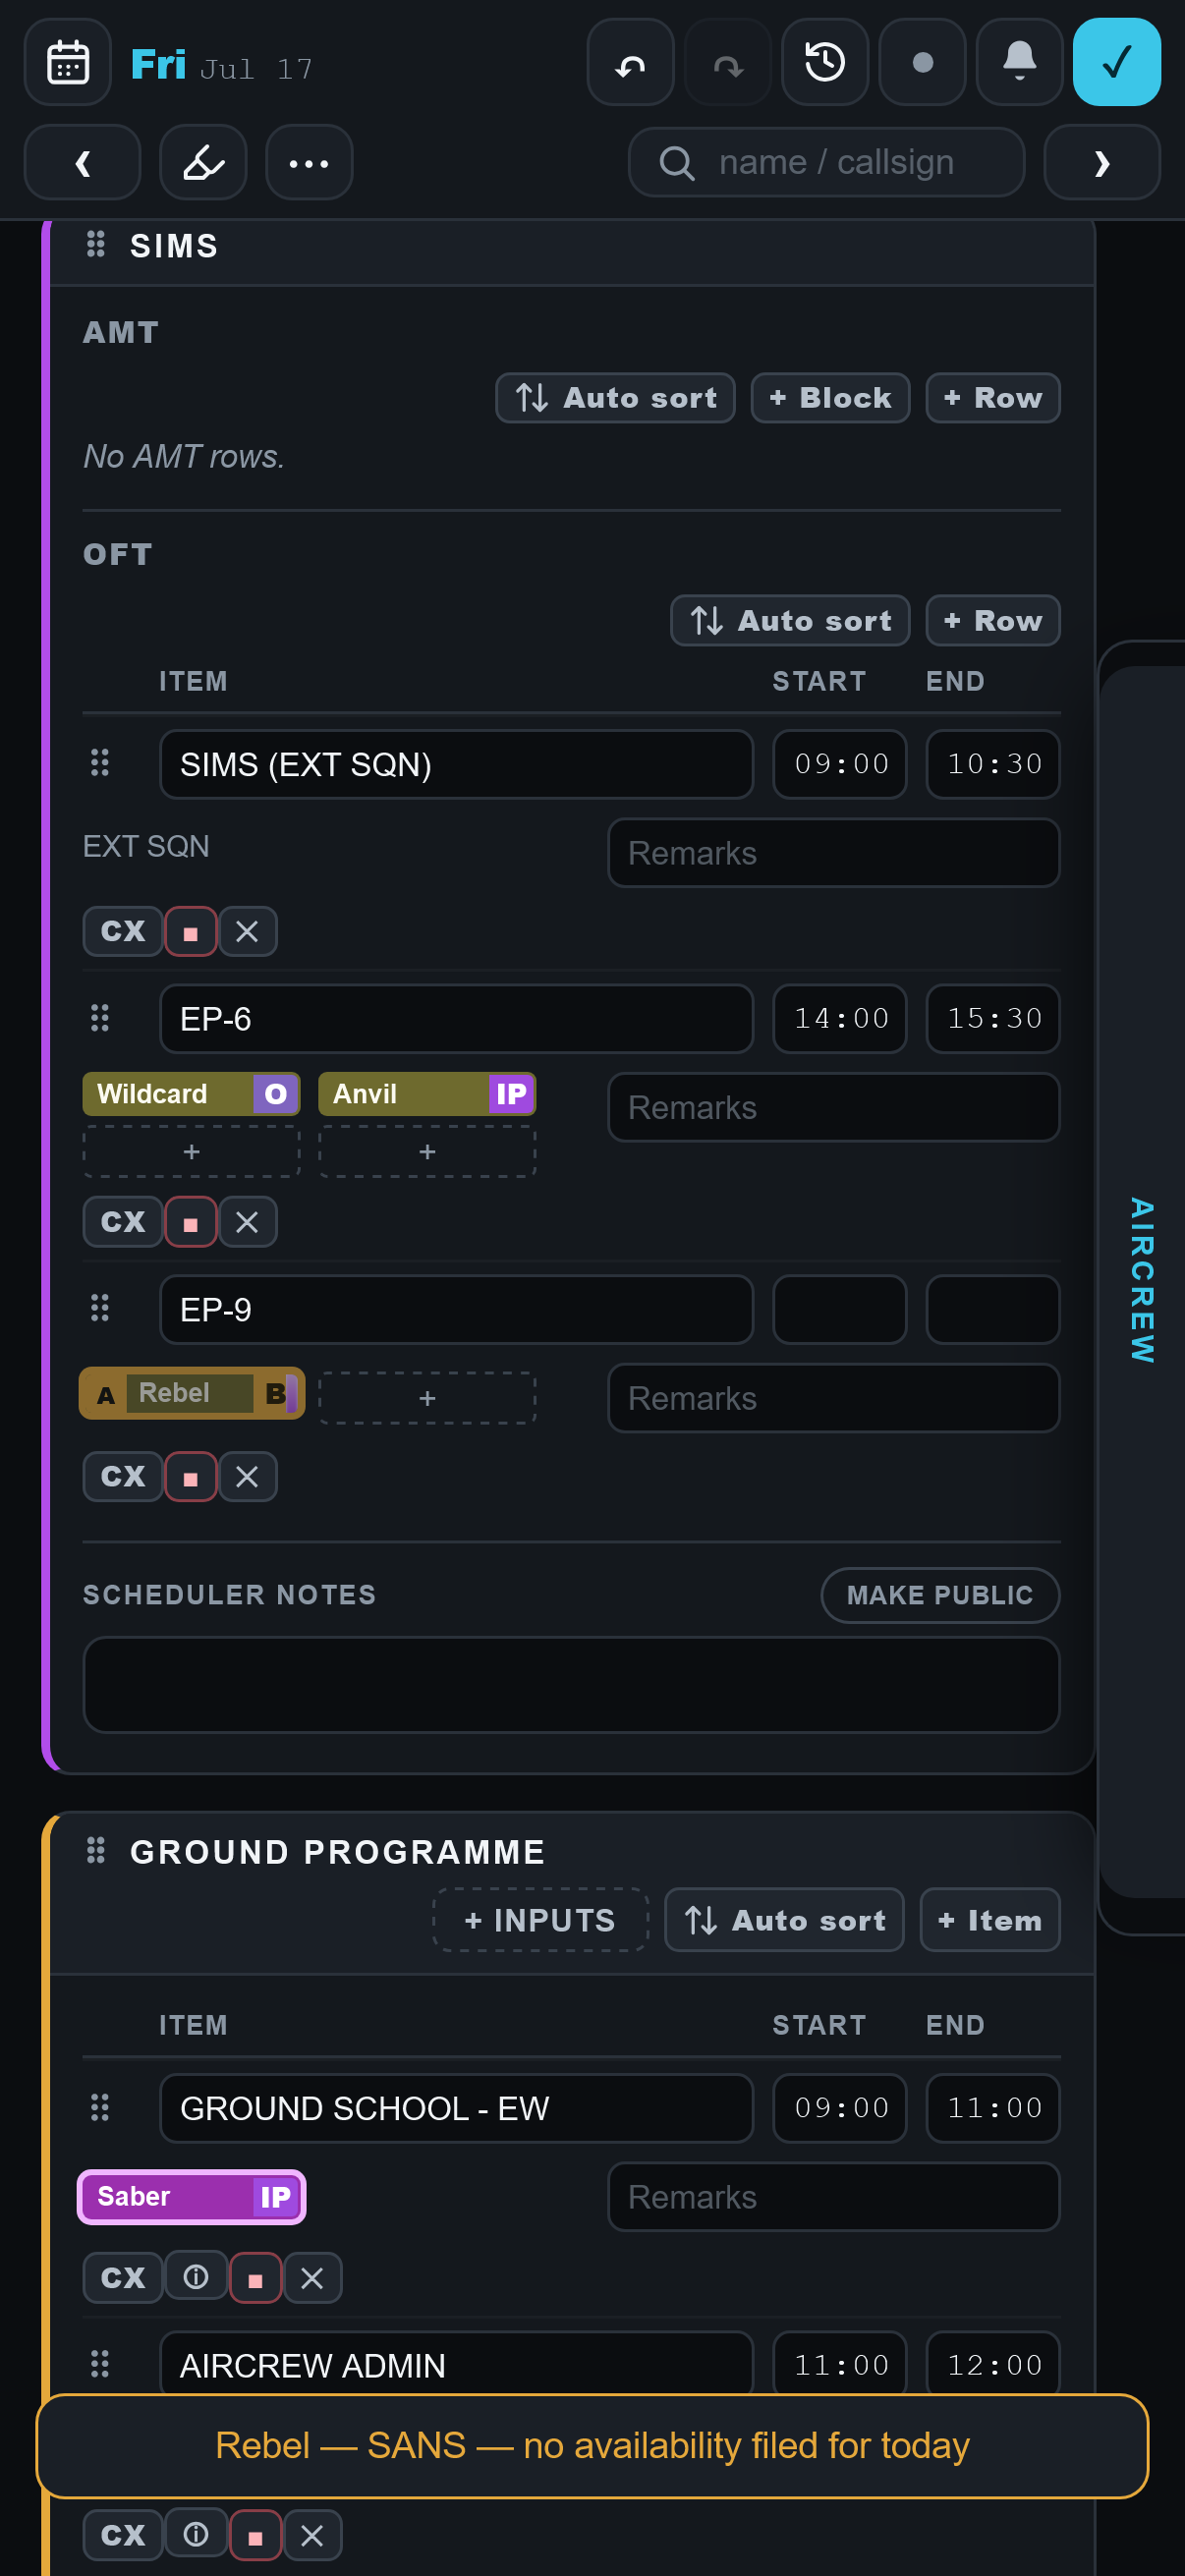 Fri Jul 17
name / callsign
SIMS
AMT
Auto sort
+ Block
+ Row
No AMT rows.
OFT
Auto sort
+ Row
ITEM START END
SIMS (EXT SQN) 09:00 10:30
EXT SQN Remarks
CX
EP-6 14:00 15:30
Wildcard O Anvil IP Remarks
+ +
CX
EP-9
A Rebel B + Remarks
CX
SCHEDULER NOTES MAKE PUBLIC
AIRCREW
GROUND PROGRAMME
+ INPUTS Auto sort + Item
ITEM START END
GROUND SCHOOL - EW 09:00 11:00
Saber IP Remarks
CX
AIRCREW ADMIN 11:00 12:00
Rebel — SANS — no availability filed for today
CX